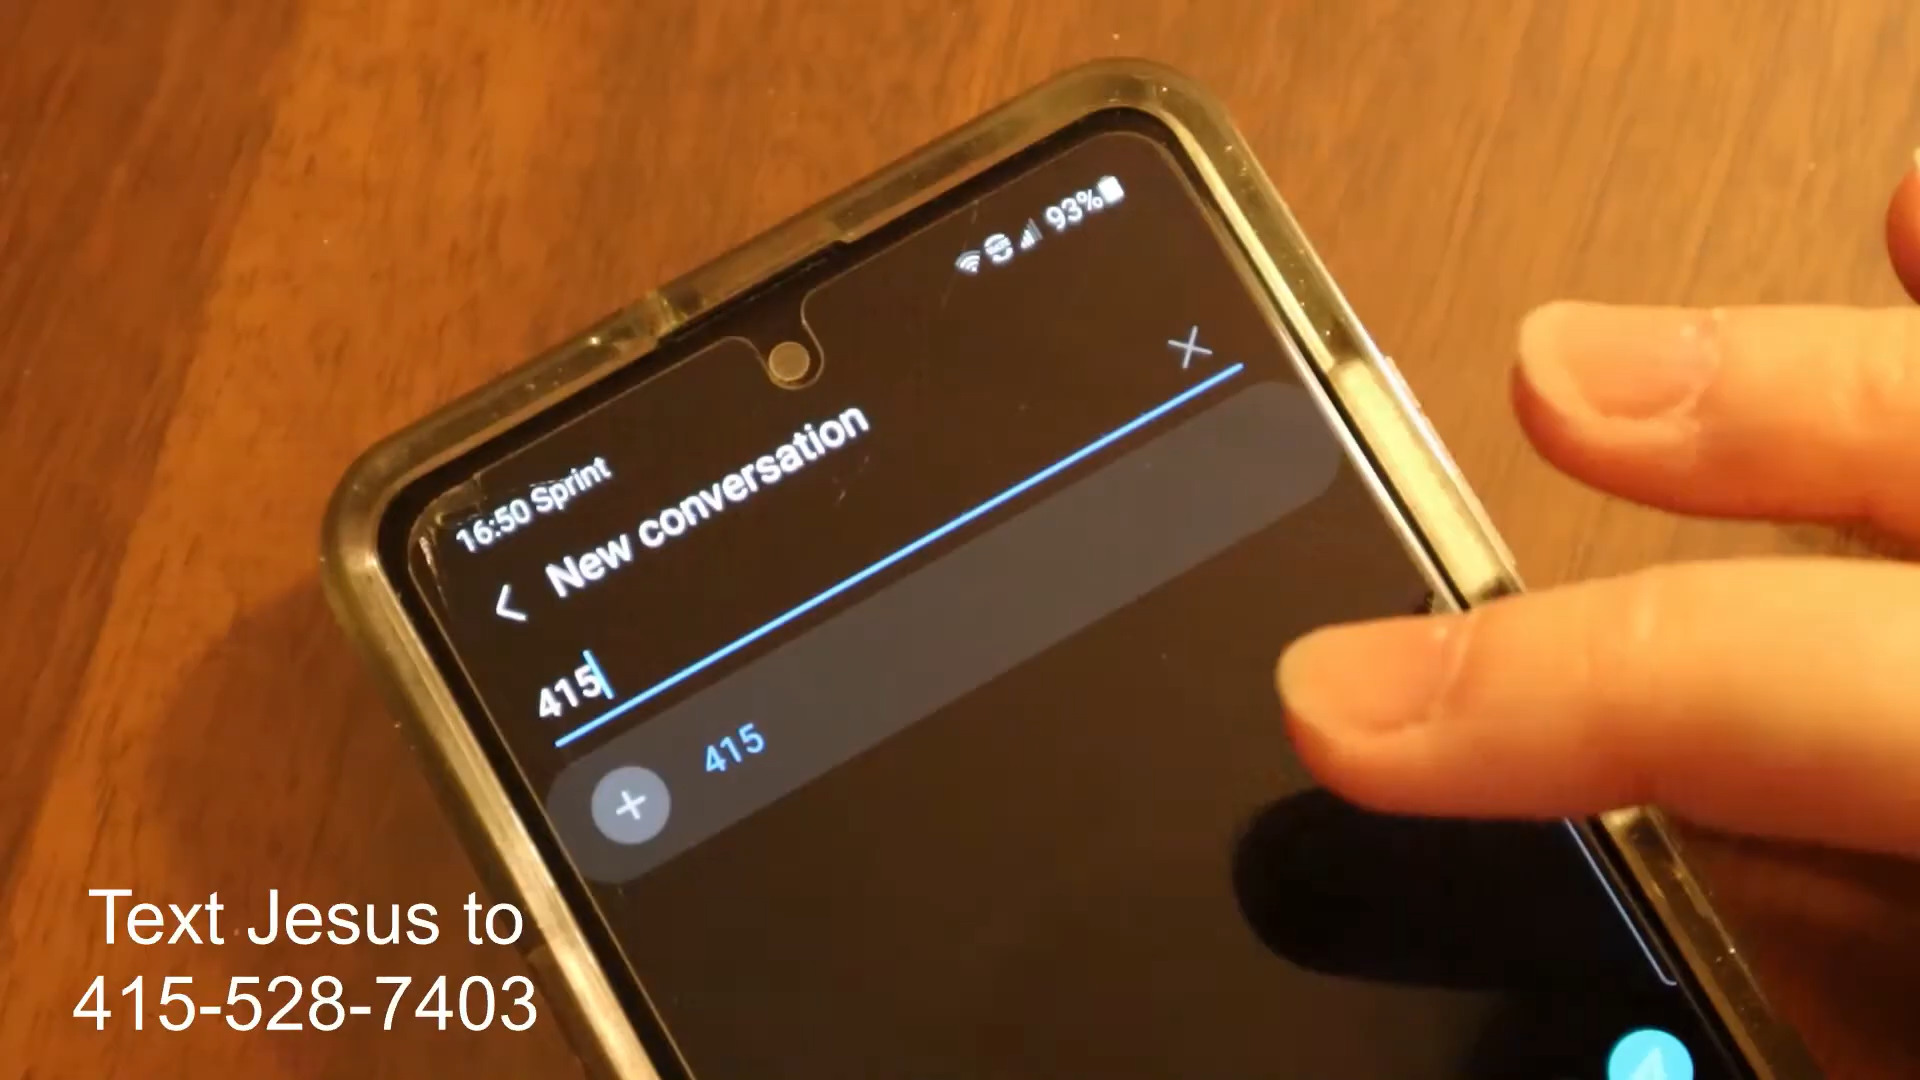 93%
16:50 Sprint
New conversation
415
415
Text Jesus to
415-528-7403